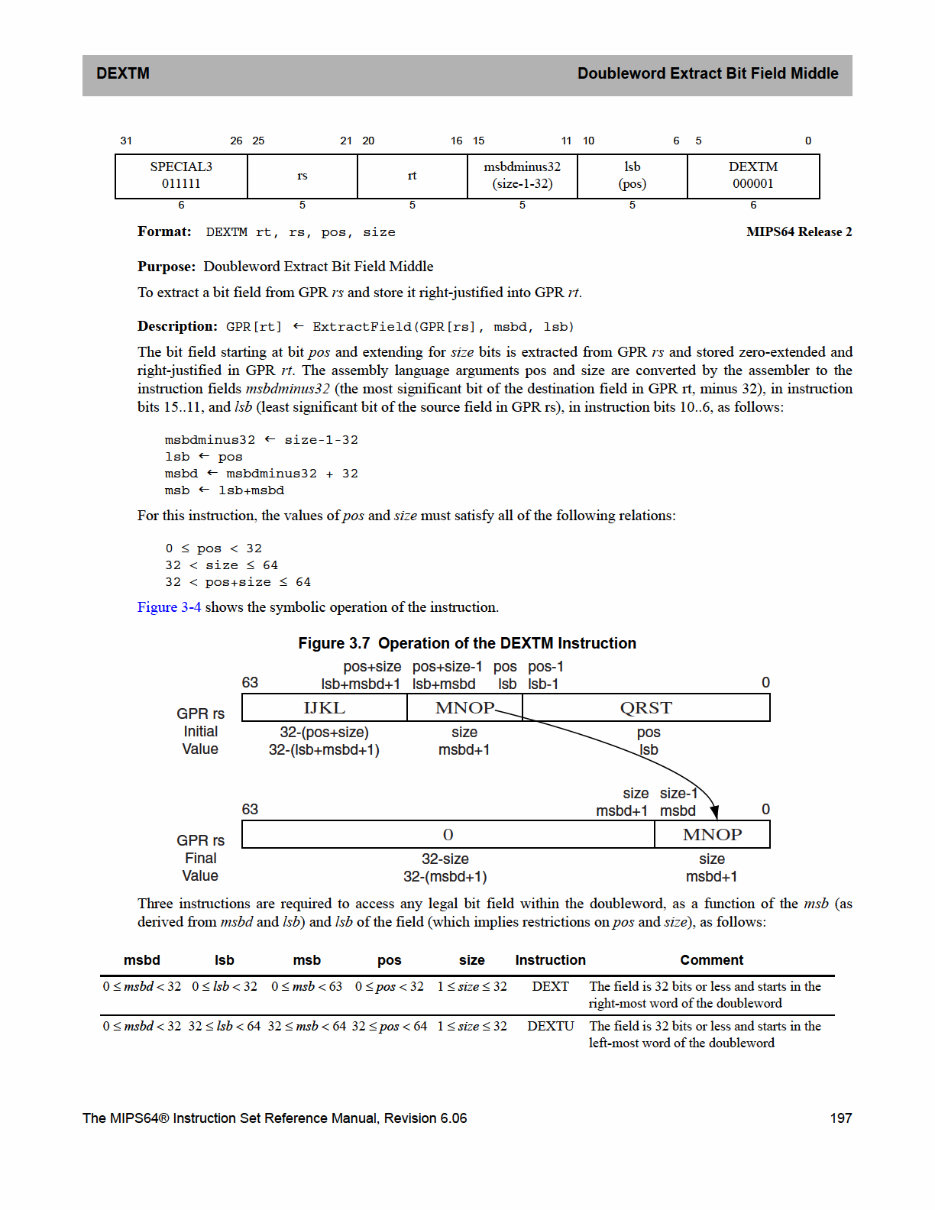 DEXTM Doubleword Extract Bit Field Middle
31 26 25 21 20 16 15 11 10 6 5 0
SPECIAL3 rs rt msbdminus32 lsb DEXTM
011111 (size-1-32) (pos) 000001
6 5 5 5 5 6
Format: DEXTM rt, rs, pos, size MIPS64 Release 2
Purpose: Doubleword Extract Bit Field Middle
To extract a bit field from GPR rs and store it right-justified into GPR rt.
Description: GPR[rt] ← ExtractField(GPR[rs], msbd, lsb)
The bit field starting at bit pos and extending for size bits is extracted from GPR rs and stored zero-extended and
right-justified in GPR rt. The assembly language arguments pos and size are converted by the assembler to the
instruction fields msbdminus32 (the most significant bit of the destination field in GPR rt, minus 32), in instruction
bits 15..11, and lsb (least significant bit of the source field in GPR rs), in instruction bits 10..6, as follows:
msbdminus32 ← size-1-32
lsb ← pos
msbd ← msbdminus32 + 32
msb ← lsb+msbd
For this instruction, the values of pos and size must satisfy all of the following relations:
0 ≤ pos < 32
32 < size ≤ 64
32 < pos+size ≤ 64
Figure 3-4 shows the symbolic operation of the instruction.
Figure 3.7 Operation of the DEXTM Instruction
pos+size pos+size-1 pos pos-1
63 lsb+msbd+1 lsb+msbd lsb lsb-1 0
GPR rs IJKL MNOP QRST
Initial 32-(pos+size) size pos
Value 32-(lsb+msbd+1) msbd+1 lsb
size size-1
63 msbd+1 msbd 0
GPR rs 0 MNOP
Final 32-size size
Value 32-(msbd+1) msbd+1
Three instructions are required to access any legal bit field within the doubleword, as a function of the msb (as
derived from msbd and lsb) and lsb of the field (which implies restrictions on pos and size), as follows:
msbd lsb msb pos size Instruction Comment
0 ≤ msbd < 32 0 ≤ lsb < 32 0 ≤ msb < 63 0 ≤ pos < 32 1 ≤ size ≤ 32 DEXT The field is 32 bits or less and starts in the
right-most word of the doubleword
0 ≤ msbd < 32 32 ≤ lsb < 64 32 ≤ msb < 64 32 ≤ pos < 64 1 ≤ size ≤ 32 DEXTU The field is 32 bits or less and starts in the
left-most word of the doubleword
The MIPS64® Instruction Set Reference Manual, Revision 6.06 197